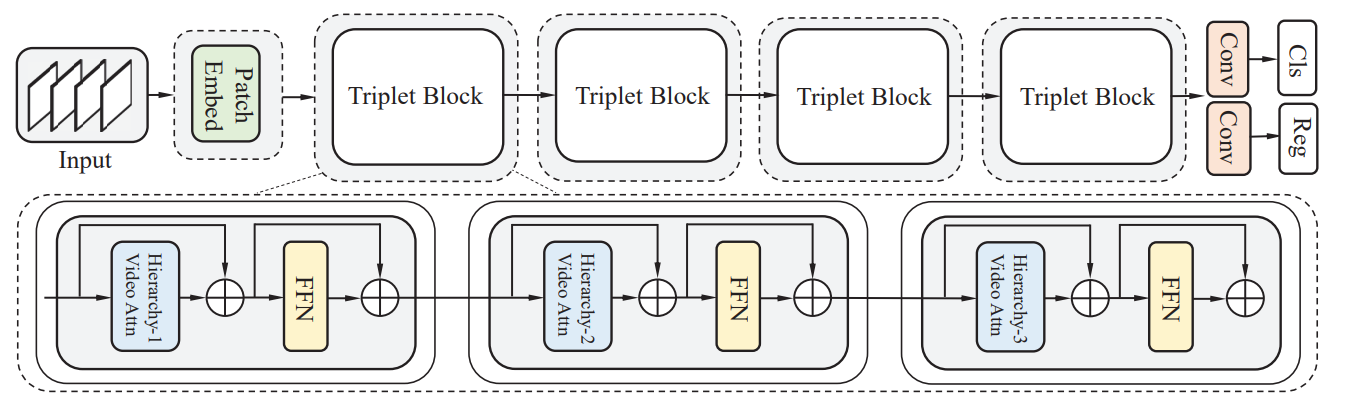 Input
Patch
Embed
Triplet Block
Triplet Block
Triplet Block
Triplet Block
Conv
Cls
Conv
Reg
Hierarchy-1
Video Attn
FFN
Hierarchy-2
Video Attn
FFN
Hierarchy-3
Video Attn
FFN